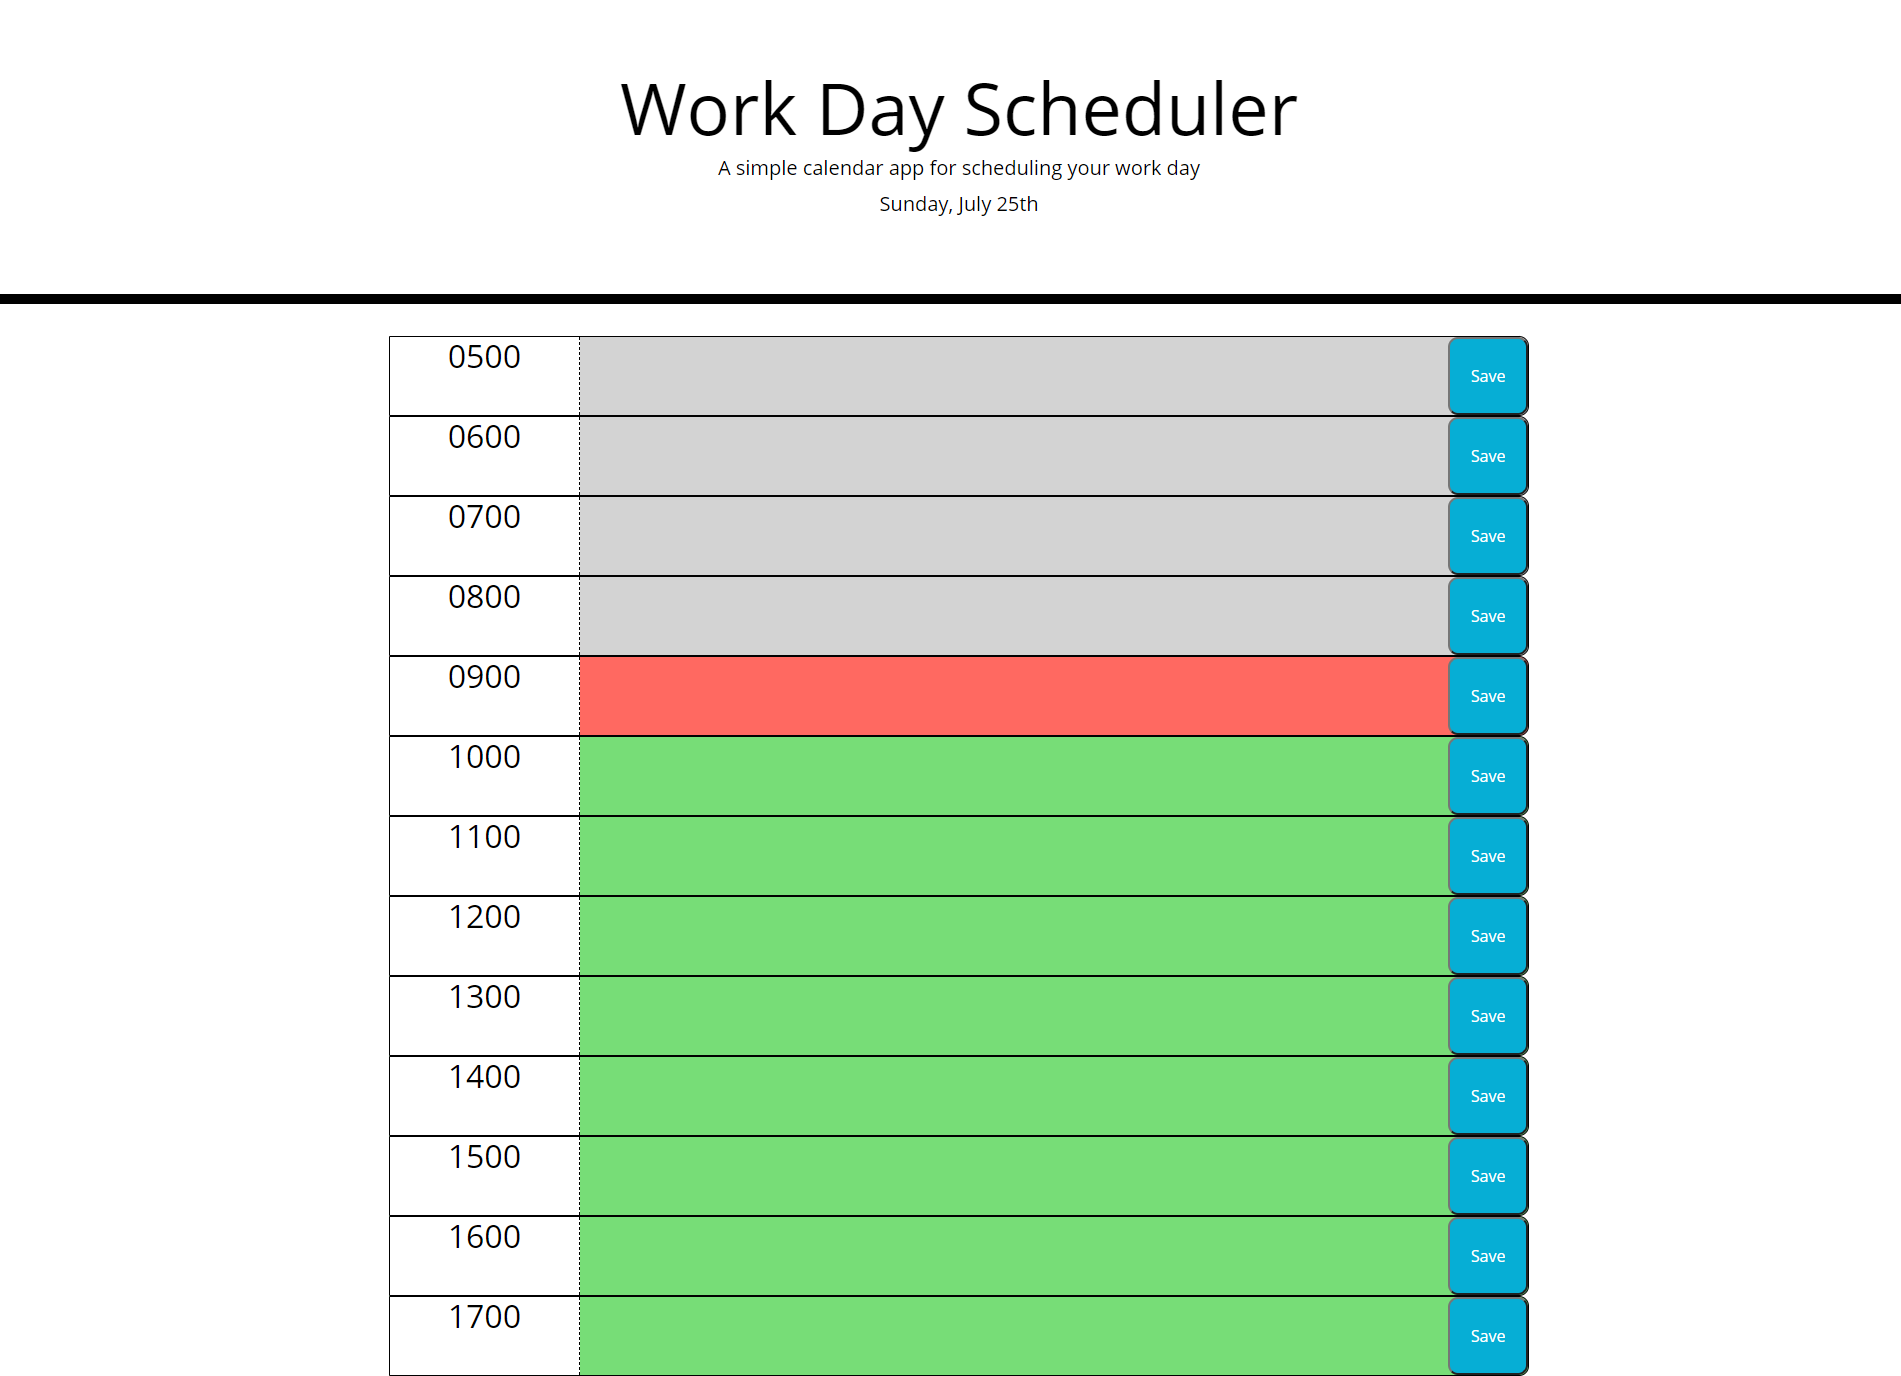 Work Day Scheduler
A simple calendar app for scheduling your work day
Sunday, July 25th
0500 Save
0600 Save
0700 Save
0800 Save
0900 Save
1000 Save
1100 Save
1200 Save
1300 Save
1400 Save
1500 Save
1600 Save
1700 Save